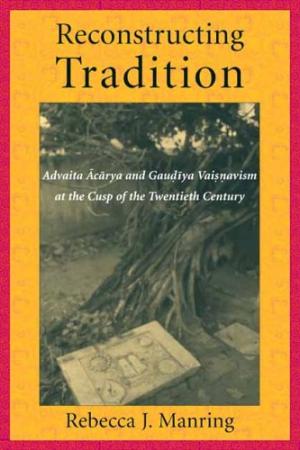 Reconstructing
Tradition
Advaita Ācārya and Gauḍīya Vaiṣṇavism
at the Cusp of the Twentieth Century
Rebecca J. Manring